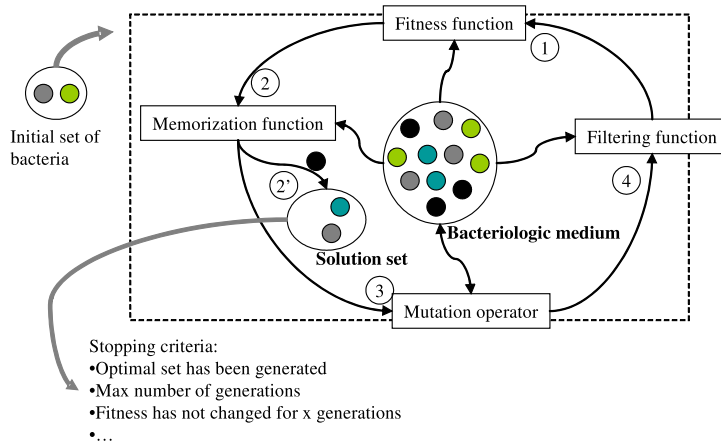 Fitness function
1
2
Memorization function
Filtering function
Initial set of
bacteria
2’
4
Bacteriologic medium
Solution set
3
Mutation operator
Stopping criteria:
•Optimal set has been generated
•Max number of generations
•Fitness has not changed for x generations
•…